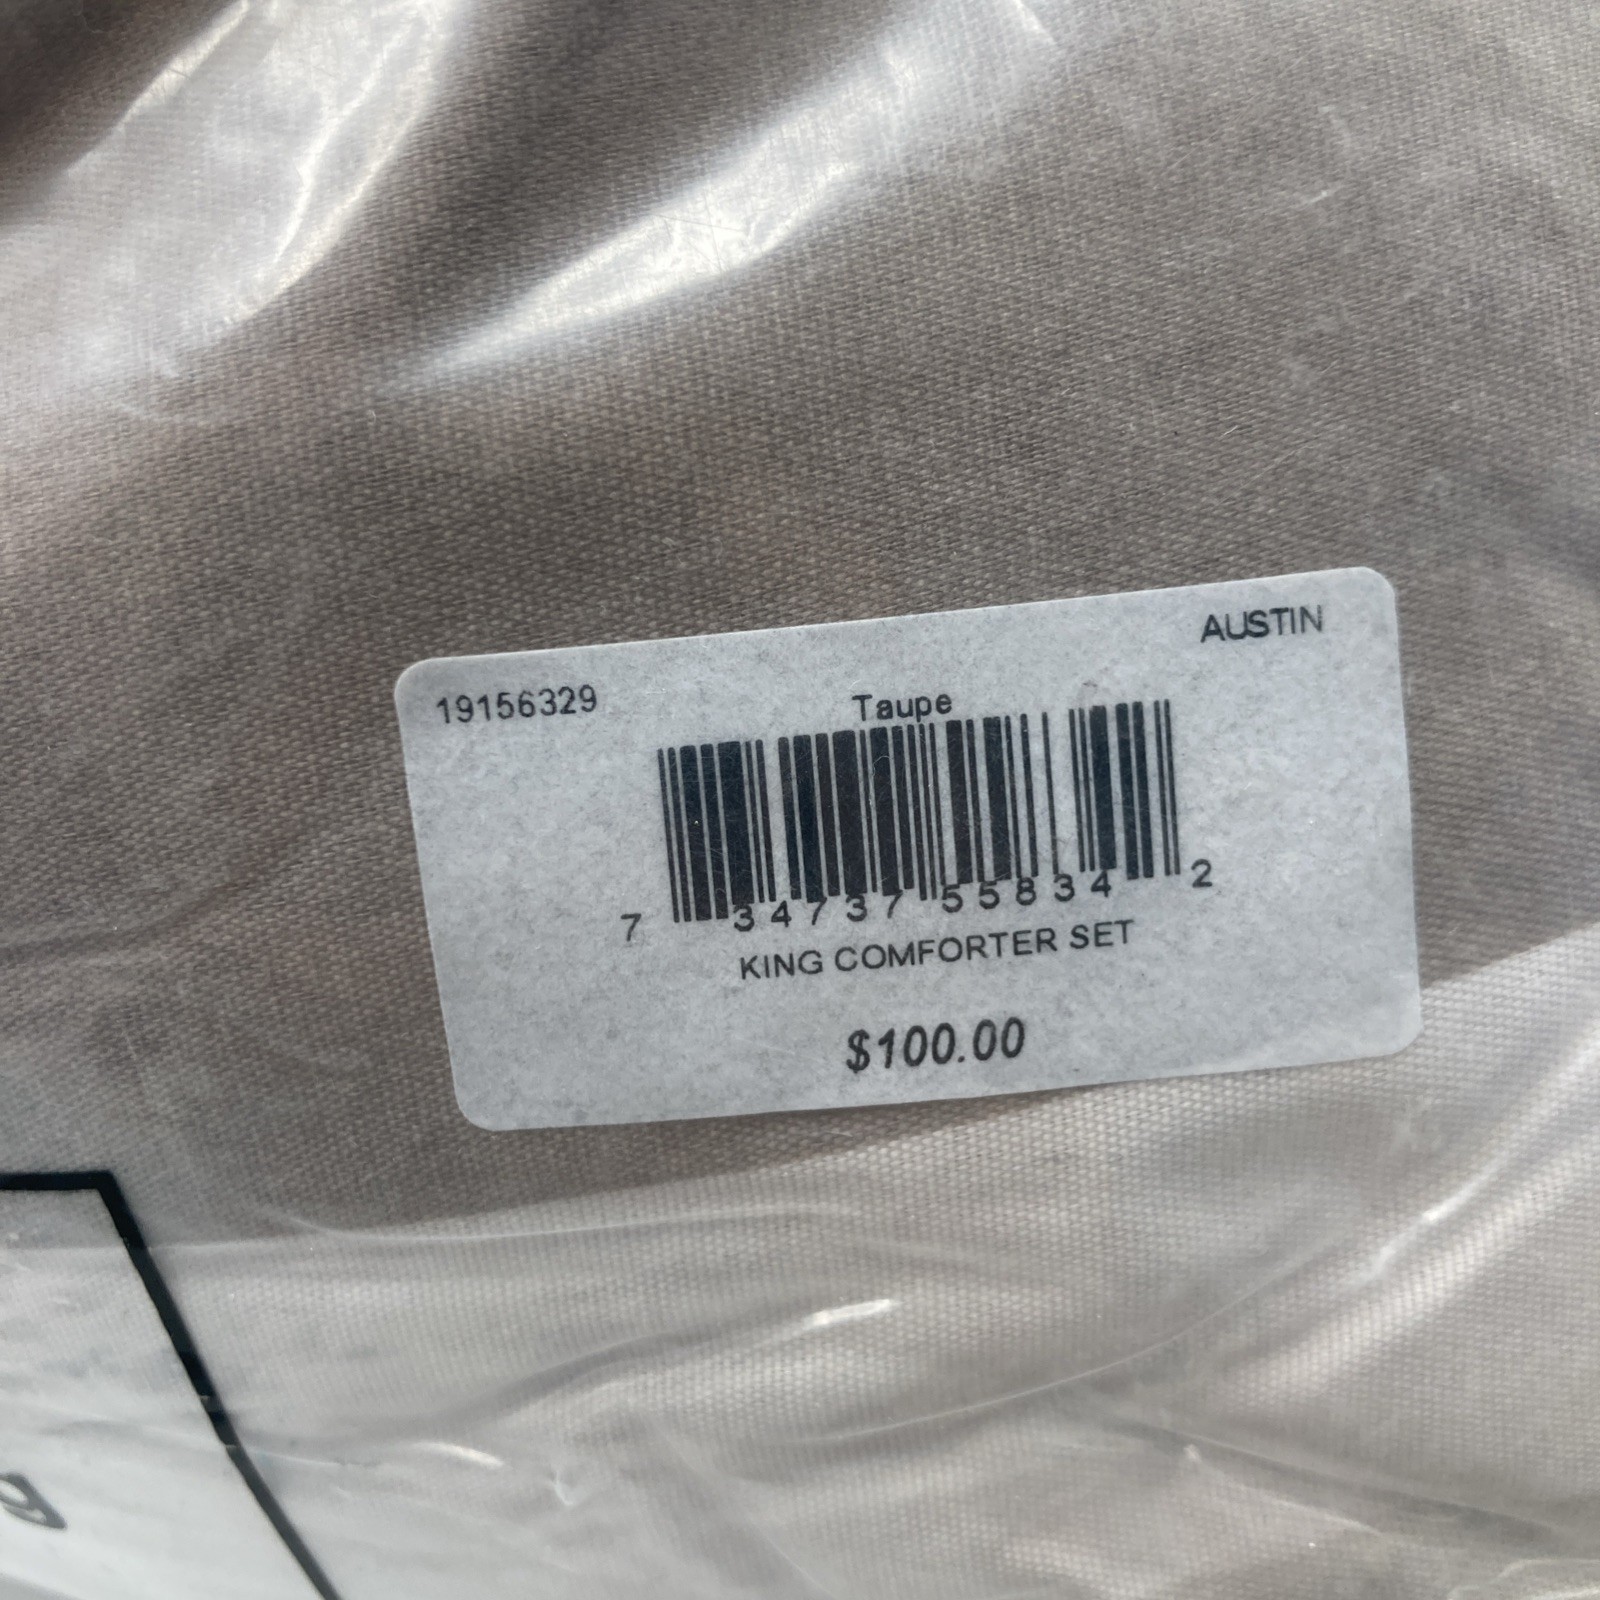 AUSTIN
19156329
Taupe
7 34737 55834 2
KING COMFORTER SET
$100.00
g